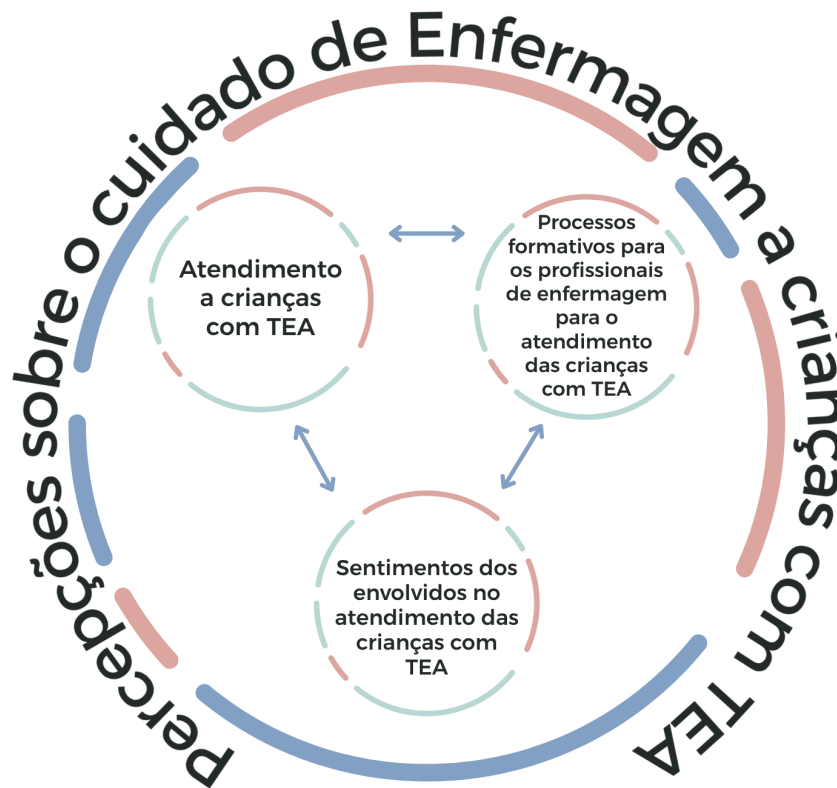 Percepções sobre o cuidado de Enfermagem a crianças com TEA
Atendimento
a crianças
com TEA
Processos
formativos para
os profissionais
de enfermagem
para o
atendimento
das crianças
com TEA
Sentimentos dos
envolvidos no
atendimento das
crianças com
TEA